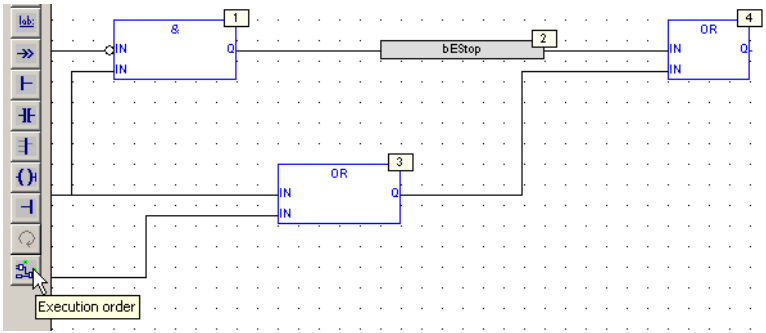 lab:
1
&
IN
Q
IN
2
bEStop
4
OR
IN
Q
IN
3
OR
IN
Q
IN
Execution order